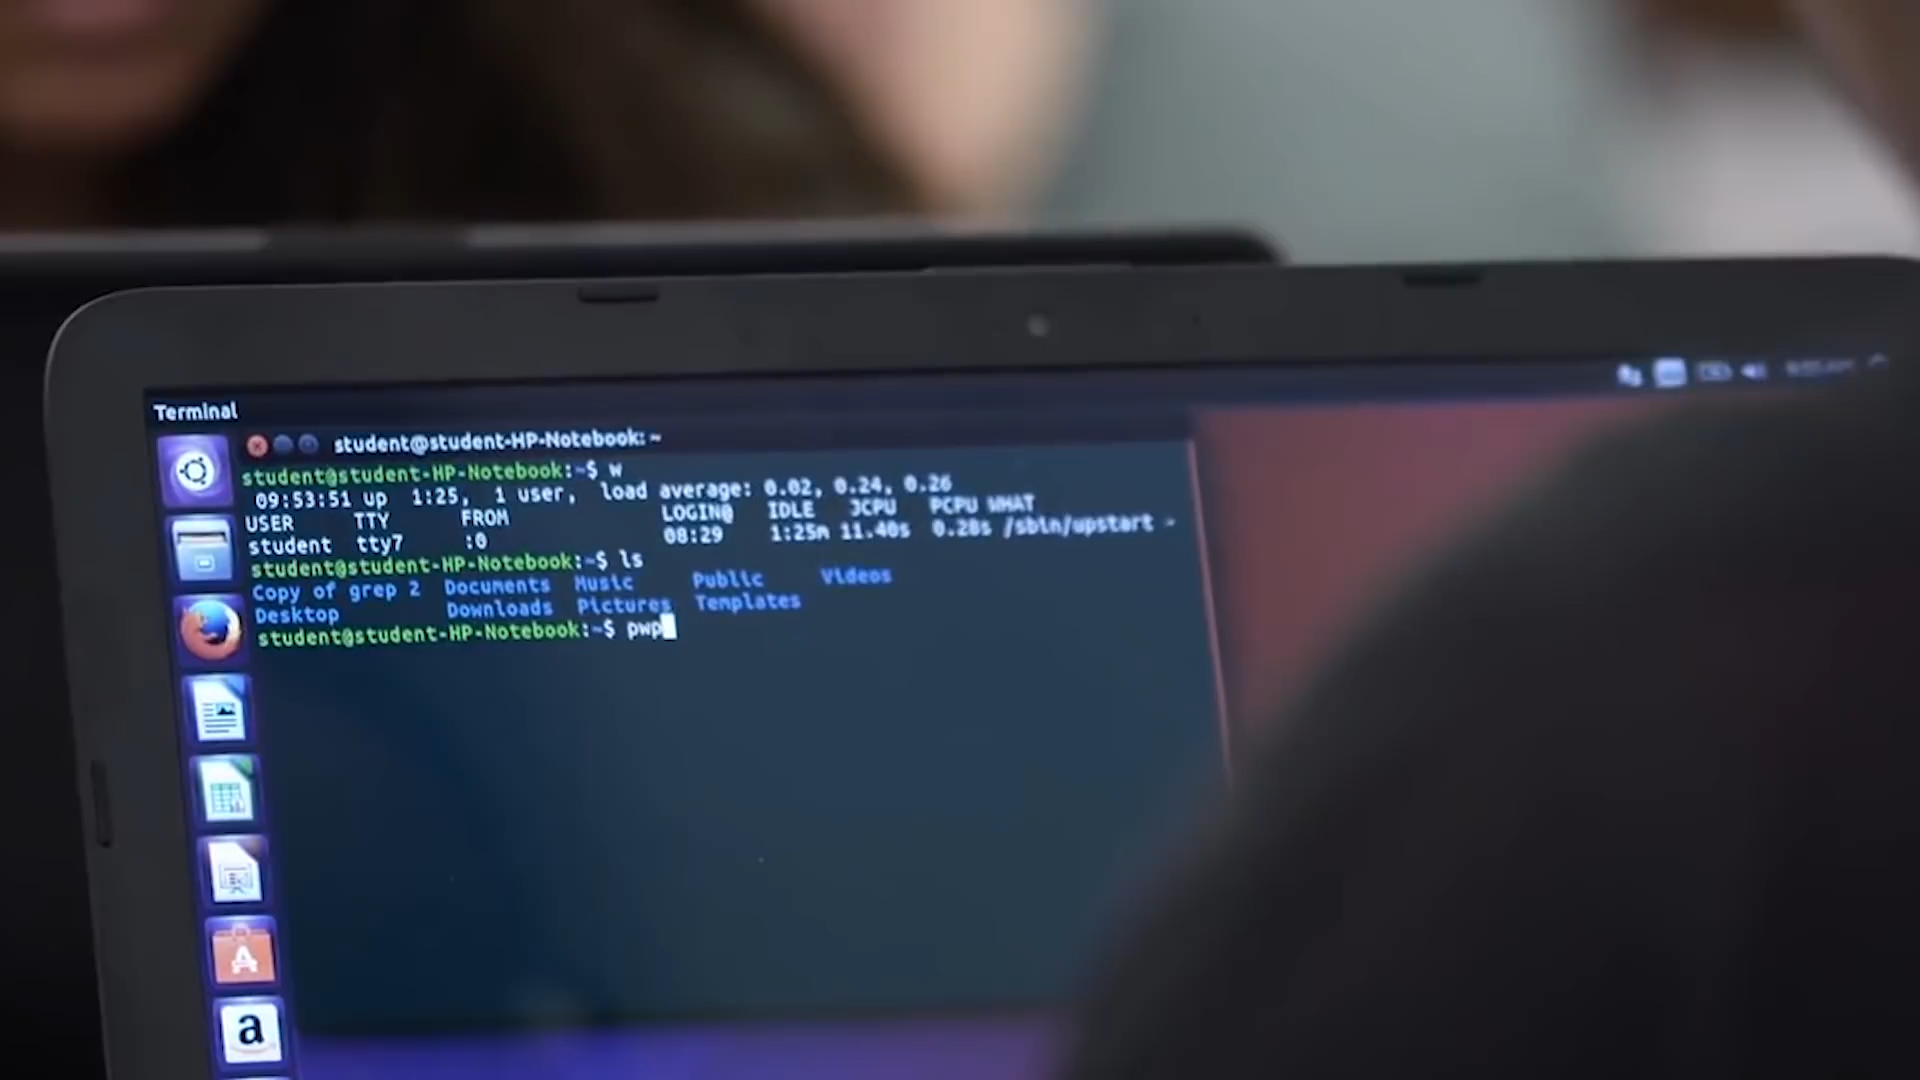 Terminal
student@student-HP-Notebook: ~
student@student-HP-Notebook:~$ w
09:53:51 up 1:25, 1 user, load average: 0.02, 0.24, 0.26
USER TTY FROM LOGIN@ IDLE JCPU PCPU WHAT
student tty7 :0 08:29 1:25m 11.40s 0.28s /sbin/upstart -
student@student-HP-Notebook:~$ ls
Copy of grep 2 Documents Music Public Videos
Desktop Downloads Pictures Templates
student@student-HP-Notebook:~$ pwp
A
a